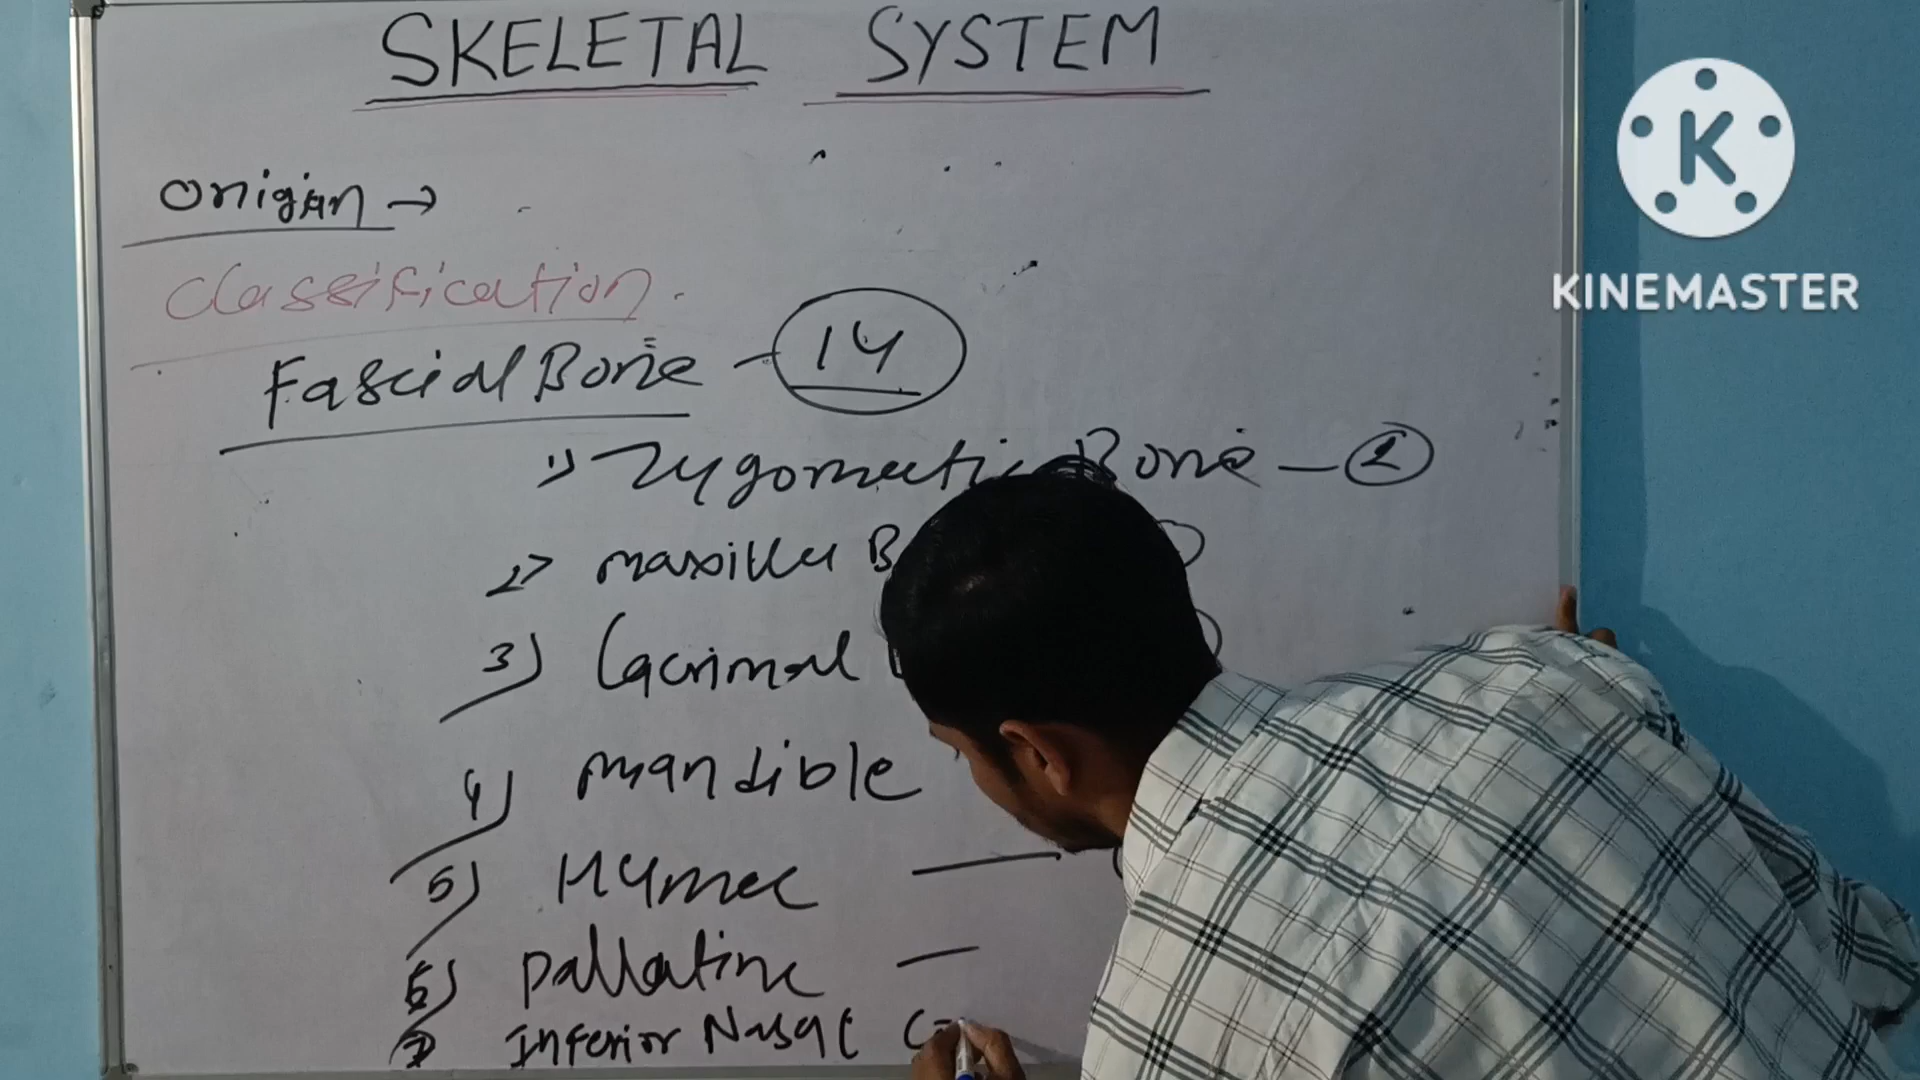 SKELETAL SYSTEM
Origin →
Classification
Fascial Bone - 14
1) Zygomatic Bone - 2
2) maxilla B
3) Lacrimal
4) mandible
5)
6) Pallatine -
7 Inferior Nasal C
K
KINEMASTER